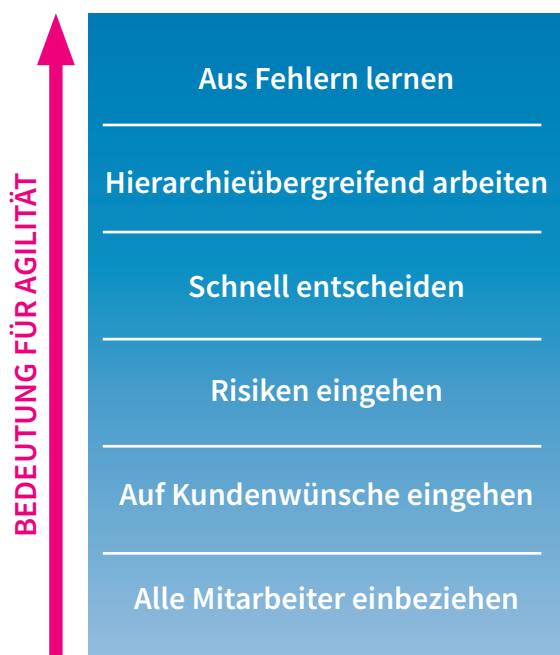 BEDEUTUNG FÜR AGILITÄT
Aus Fehlern lernen
Hierarchieübergreifend arbeiten
Schnell entscheiden
Risiken eingehen
Auf Kundenwünsche eingehen
Alle Mitarbeiter einbeziehen